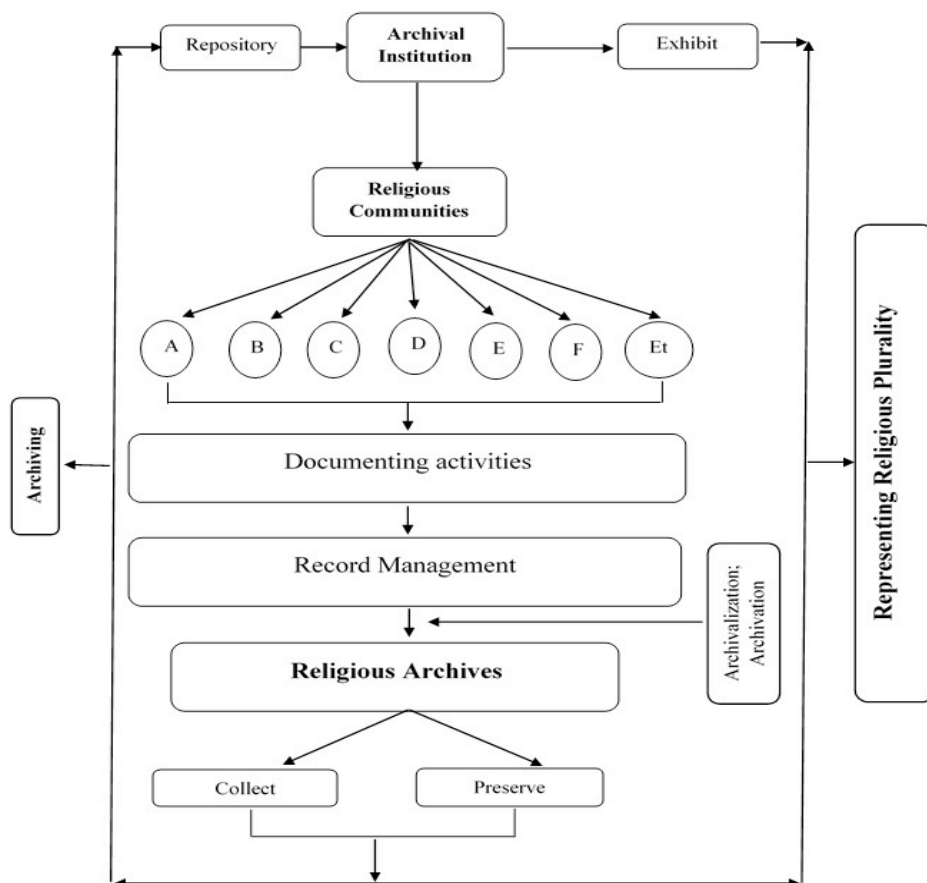 Repository
Archival
Institution
Exhibit
Religious
Communities
A
B
C
D
E
F
Et
Archiving
Documenting activities
Representing Religious Plurality
Record Management
Archivalization;
Archivation
Religious Archives
Collect
Preserve